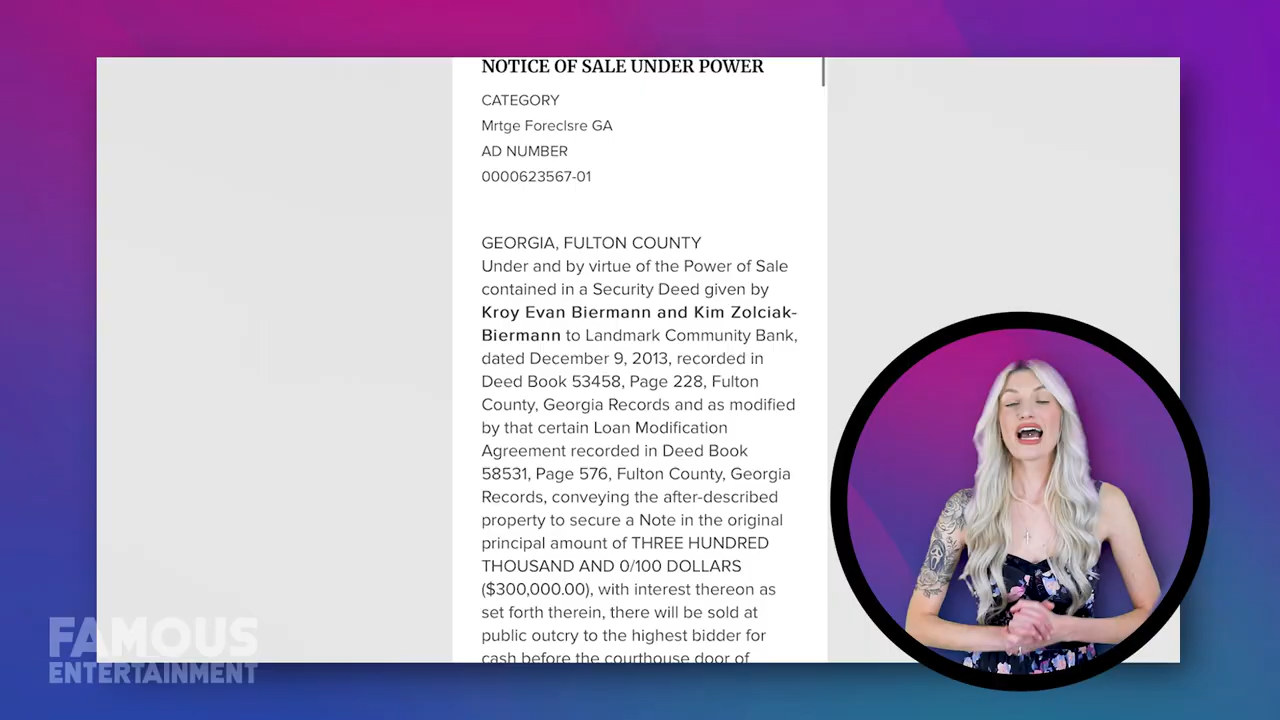 NOTICE OF SALE UNDER POWER
CATEGORY
Mrtge Foreclsre GA
AD NUMBER
0000623567-01
GEORGIA, FULTON COUNTY
Under and by virtue of the Power of Sale
contained in a Security Deed given by
Kroy Evan Biermann and Kim Zolciak-
Biermann to Landmark Community Bank,
dated December 9, 2013, recorded in
Deed Book 53458, Page 228, Fulton
County, Georgia Records and as modified
by that certain Loan Modification
Agreement recorded in Deed Book
58531, Page 576, Fulton County, Georgia
Records, conveying the after-described
property to secure a Note in the original
principal amount of THREE HUNDRED
THOUSAND AND 0/100 DOLLARS
($300,000.00), with interest thereon as
set forth therein, there will be sold at
public outcry to the highest bidder for
cash before the courthouse door of
FAMOUS
ENTERTAINMENT